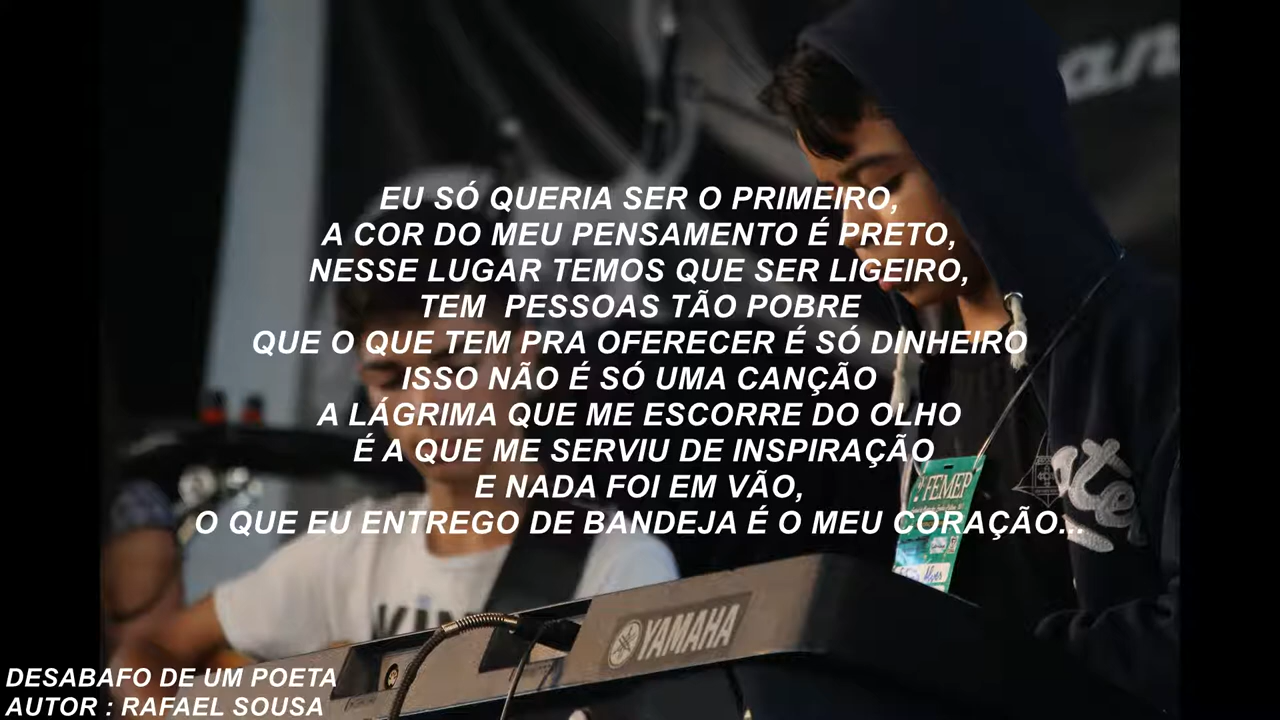 EU SÓ QUERIA SER O PRIMEIRO,
A COR DO MEU PENSAMENTO É PRETO,
NESSE LUGAR TEMOS QUE SER LIGEIRO,
TEM PESSOAS TÃO POBRE
QUE O QUE TEM PRA OFERECER É SÓ DINHEIRO
ISSO NÃO É SÓ UMA CANÇÃO
A LÁGRIMA QUE ME ESCORRE DO OLHO
É A QUE ME SERVIU DE INSPIRAÇÃO
E NADA FOI EM VÃO,
O QUE EU ENTREGO DE BANDEJA É O MEU CORAÇÃO...
FEMEP
YAMAHA
DESABAFO DE UM POETA
AUTOR : RAFAEL SOUSA